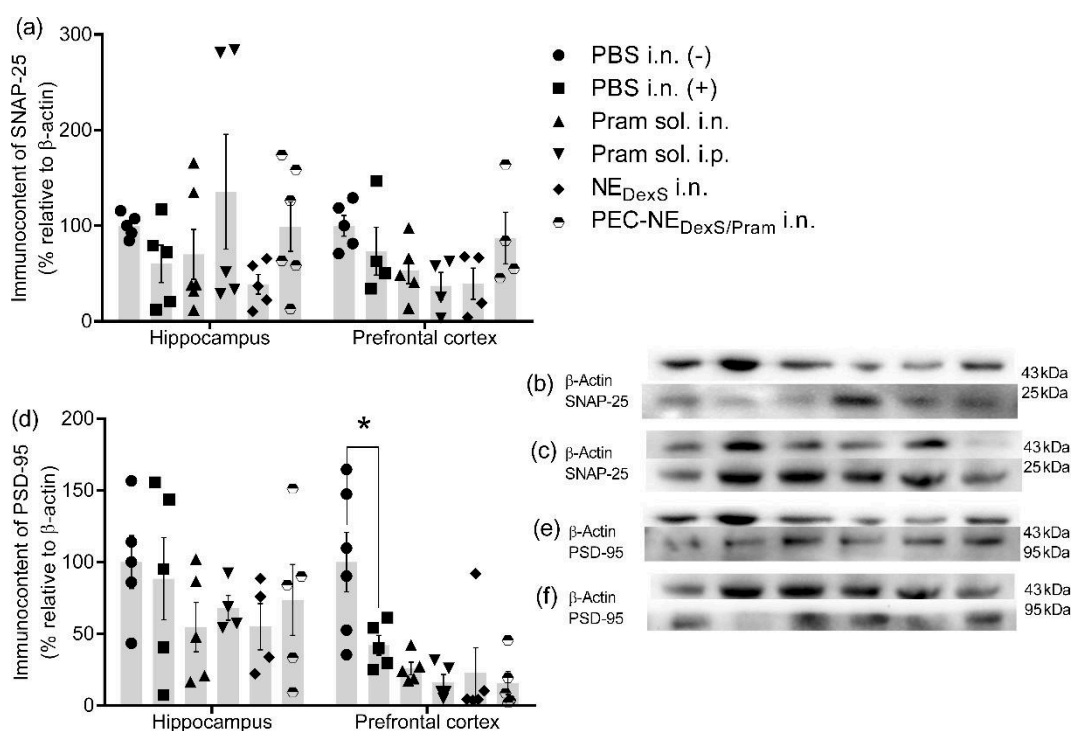 (a)
Immunocontent of SNAP-25
(% relative to β-actin)
300
200
100
0
Hippocampus
Prefrontal cortex
PBS i.n. (-)
PBS i.n. (+)
Pram sol. i.n.
Pram sol. i.p.
NEDexS i.n.
PEC-NEDexS/Pram i.n.
(b)
β-Actin
SNAP-25
43kDa
25kDa
(c)
β-Actin
SNAP-25
43kDa
25kDa
(d)
Immunocontent of PSD-95
(% relative to β-actin)
200
150
100
50
0
*
Hippocampus
Prefrontal cortex
(e)
β-Actin
PSD-95
43kDa
95kDa
(f)
β-Actin
PSD-95
43kDa
95kDa